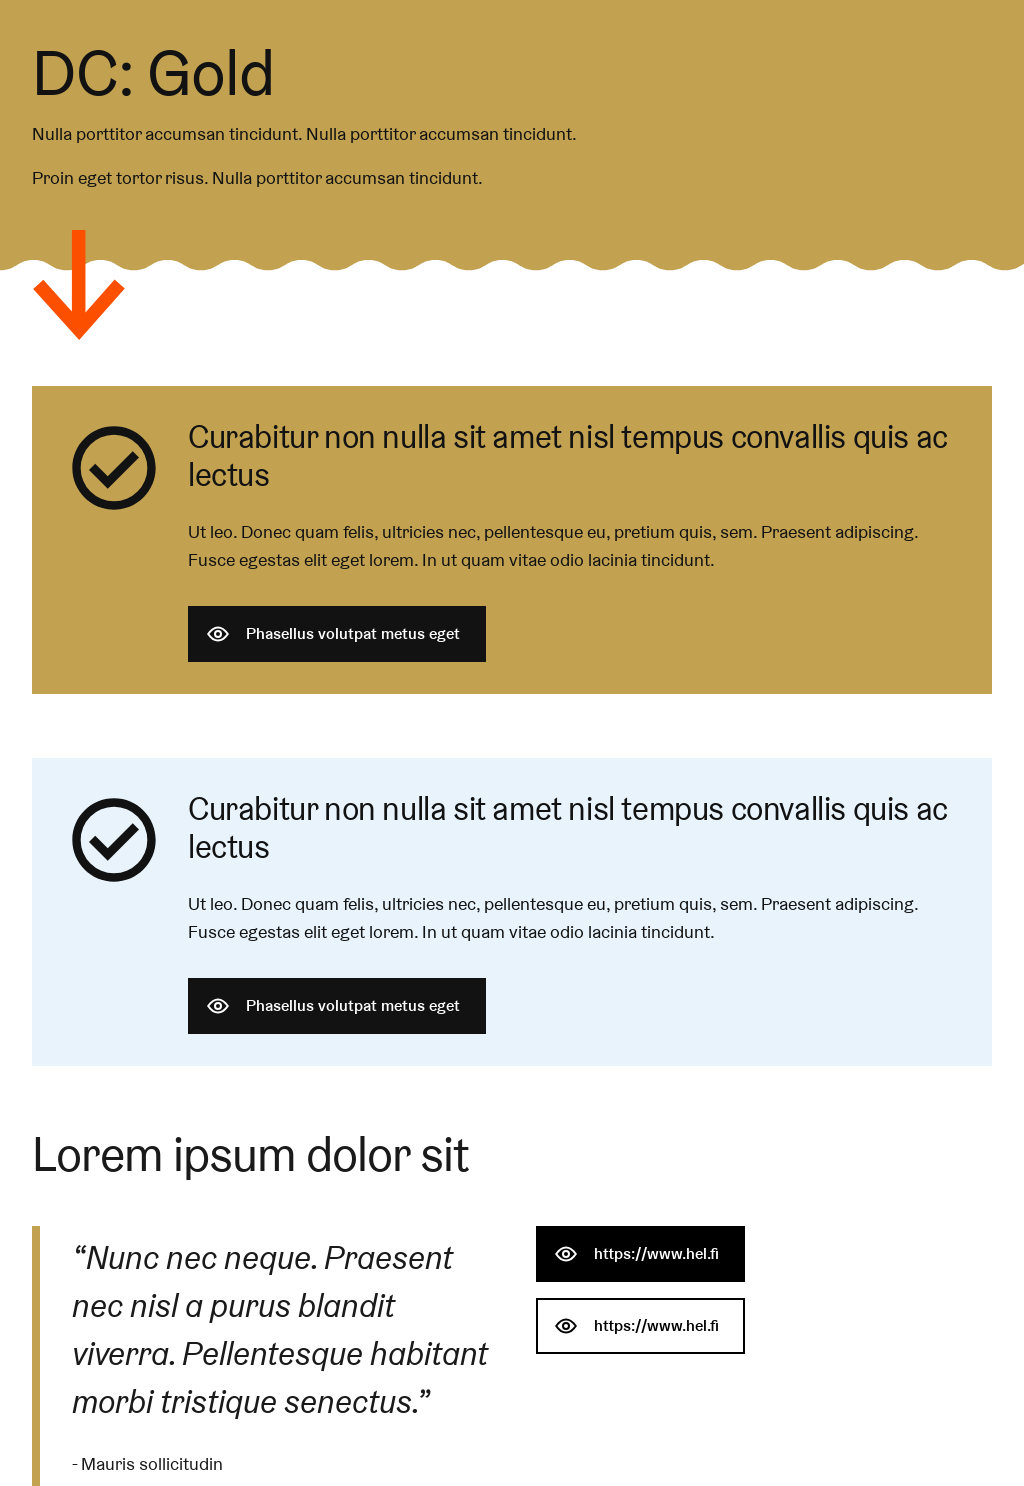 DC: Gold
Nulla porttitor accumsan tincidunt. Nulla porttitor accumsan tincidunt.
Proin eget tortor risus. Nulla porttitor accumsan tincidunt.
Curabitur non nulla sit amet nisl tempus convallis quis ac
lectus
Ut leo. Donec quam felis, ultricies nec, pellentesque eu, pretium quis, sem. Praesent adipiscing.
Fusce egestas elit eget lorem. In ut quam vitae odio lacinia tincidunt.
Phasellus volutpat metus eget
Curabitur non nulla sit amet nisl tempus convallis quis ac
lectus
Ut leo. Donec quam felis, ultricies nec, pellentesque eu, pretium quis, sem. Praesent adipiscing.
Fusce egestas elit eget lorem. In ut quam vitae odio lacinia tincidunt.
Phasellus volutpat metus eget
Lorem ipsum dolor sit
“Nunc nec neque. Praesent
nec nisl a purus blandit
viverra. Pellentesque habitant
morbi tristique senectus.”
- Mauris sollicitudin
https://www.hel.fi
https://www.hel.fi